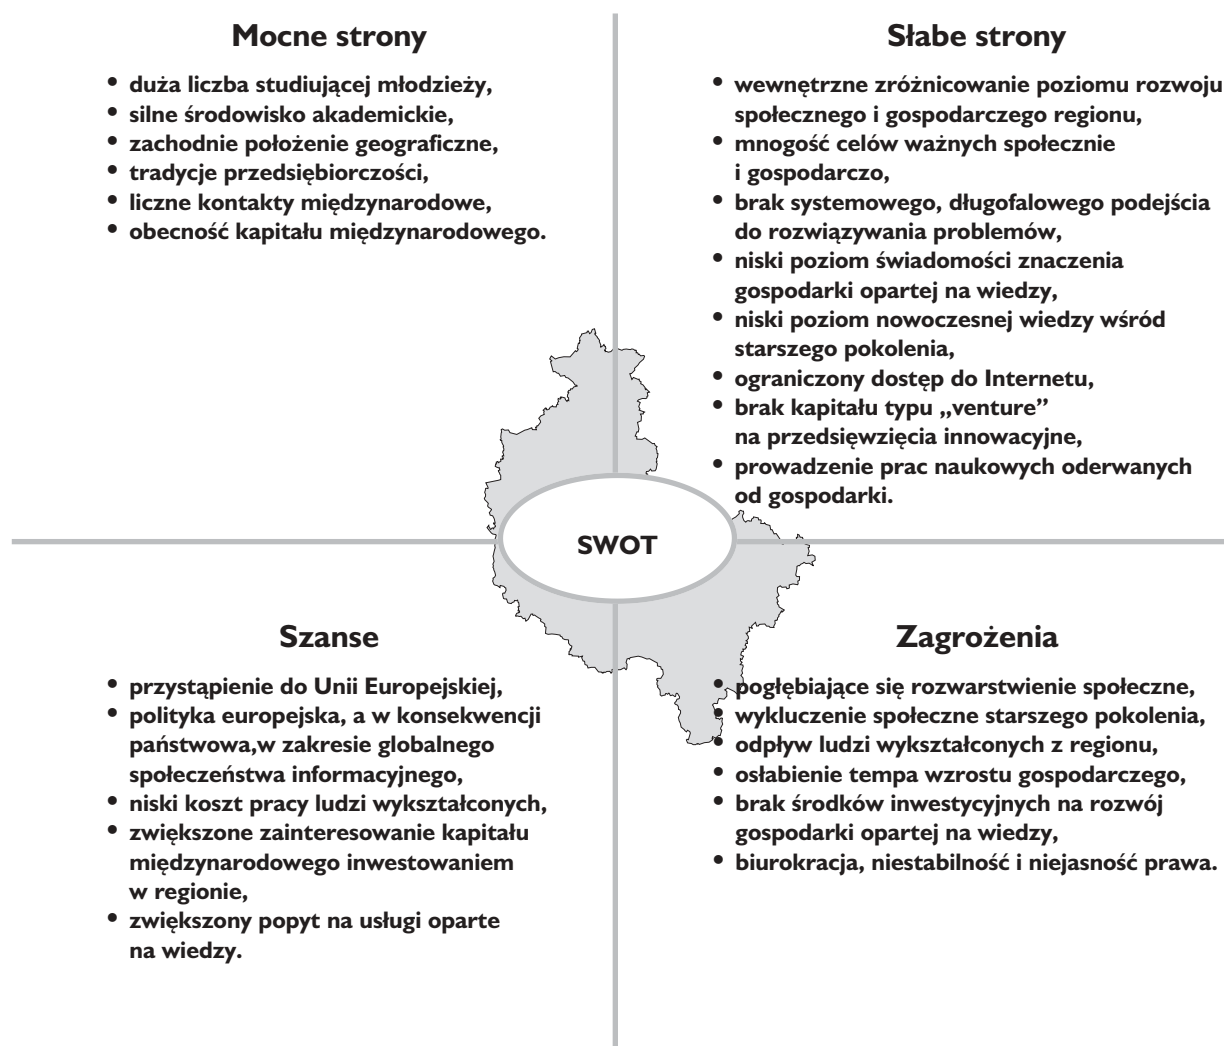 Mocne strony
• duża liczba studiującej młodzieży,
• silne środowisko akademickie,
• zachodnie położenie geograficzne,
• tradycje przedsiębiorczości,
• liczne kontakty międzynarodowe,
• obecność kapitału międzynarodowego.
Słabe strony
• wewnętrzne zróżnicowanie poziomu rozwoju
społecznego i gospodarczego regionu,
• mnogość celów ważnych społecznie
i gospodarczo,
• brak systemowego, długofalowego podejścia
do rozwiązywania problemów,
• niski poziom świadomości znaczenia
gospodarki opartej na wiedzy,
• niski poziom nowoczesnej wiedzy wśród
starszego pokolenia,
• ograniczony dostęp do Internetu,
• brak kapitału typu „venture”
na przedsięwzięcia innowacyjne,
• prowadzenie prac naukowych oderwanych
od gospodarki.
SWOT
Szanse
• przystąpienie do Unii Europejskiej,
• polityka europejska, a w konsekwencji
państwowa,w zakresie globalnego
społeczeństwa informacyjnego,
• niski koszt pracy ludzi wykształconych,
• zwiększone zainteresowanie kapitału
międzynarodowego inwestowaniem
w regionie,
• zwiększony popyt na usługi oparte
na wiedzy.
Zagrożenia
• pogłębiające się rozwarstwienie społeczne,
• wykluczenie społeczne starszego pokolenia,
• odpływ ludzi wykształconych z regionu,
• osłabienie tempa wzrostu gospodarczego,
• brak środków inwestycyjnych na rozwój
gospodarki opartej na wiedzy,
• biurokracja, niestabilność i niejasność prawa.